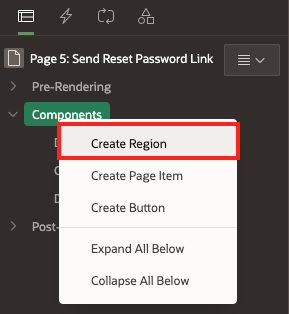 Page 5: Send Reset Password Link
Pre-Rendering
Components
Create Region
Create Page Item
Create Button
Post-
Expand All Below
Collapse All Below